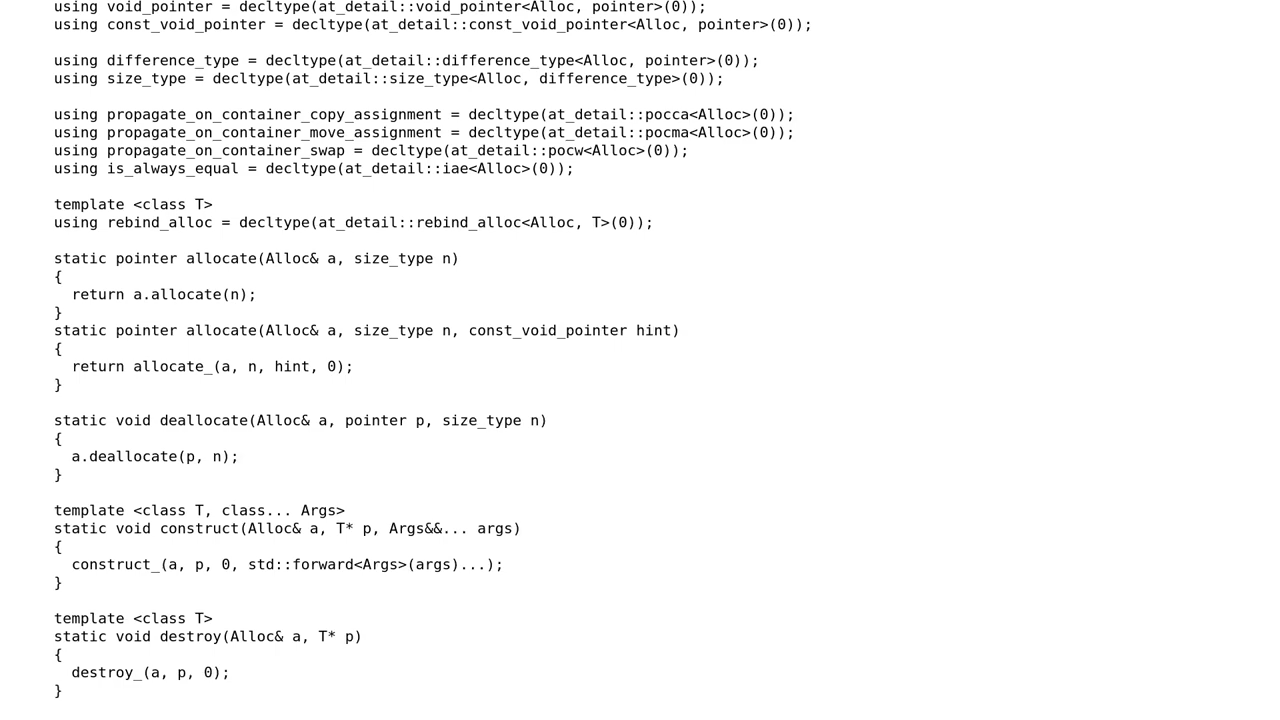 using void_pointer = decltype(at_detail::void_pointer<Alloc, pointer>(0));
using const_void_pointer = decltype(at_detail::const_void_pointer<Alloc, pointer>(0));

using difference_type = decltype(at_detail::difference_type<Alloc, pointer>(0));
using size_type = decltype(at_detail::size_type<Alloc, difference_type>(0));

using propagate_on_container_copy_assignment = decltype(at_detail::pocca<Alloc>(0));
using propagate_on_container_move_assignment = decltype(at_detail::pocma<Alloc>(0));
using propagate_on_container_swap = decltype(at_detail::pocw<Alloc>(0));
using is_always_equal = decltype(at_detail::iae<Alloc>(0));

template <class T>
using rebind_alloc = decltype(at_detail::rebind_alloc<Alloc, T>(0));

static pointer allocate(Alloc& a, size_type n)
{
  return a.allocate(n);
}
static pointer allocate(Alloc& a, size_type n, const_void_pointer hint)
{
  return allocate_(a, n, hint, 0);
}

static void deallocate(Alloc& a, pointer p, size_type n)
{
  a.deallocate(p, n);
}

template <class T, class... Args>
static void construct(Alloc& a, T* p, Args&&... args)
{
  construct_(a, p, 0, std::forward<Args>(args)...);
}

template <class T>
static void destroy(Alloc& a, T* p)
{
  destroy_(a, p, 0);
}